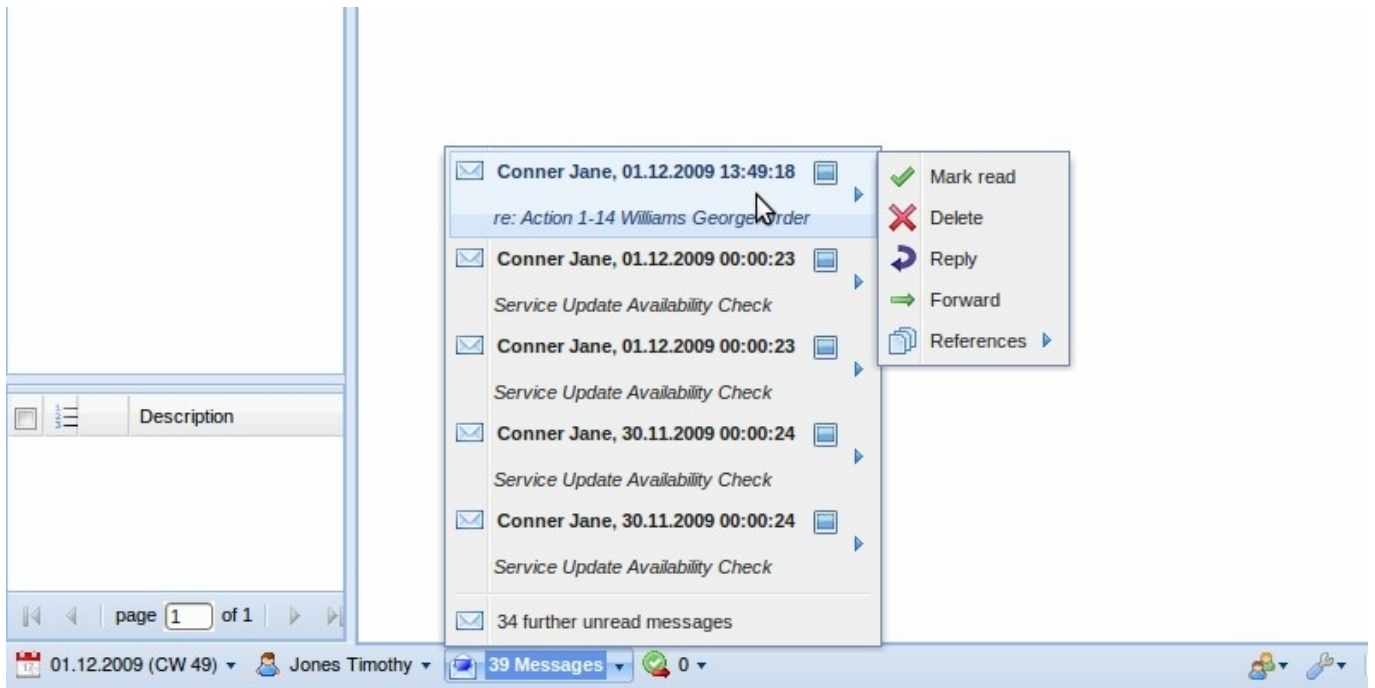 Conner Jane, 01.12.2009 13:49:18
re: Action 1-14 Williams George rder
Conner Jane, 01.12.2009 00:00:23
Service Update Availability Check
Conner Jane, 01.12.2009 00:00:23
Service Update Availability Check
Conner Jane, 30.11.2009 00:00:24
Service Update Availability Check
Conner Jane, 30.11.2009 00:00:24
Service Update Availability Check
34 further unread messages
Mark read
Delete
Reply
Forward
References
Description
page 1 of 1
01.12.2009 (CW 49) Jones Timothy 39 Messages 0